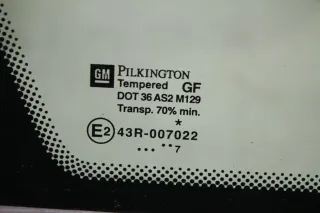 GM PILKINGTON
Tempered GF
DOT 36 AS2 M129
Transp. 70% min.
*
E2 43R-007022
... ..7